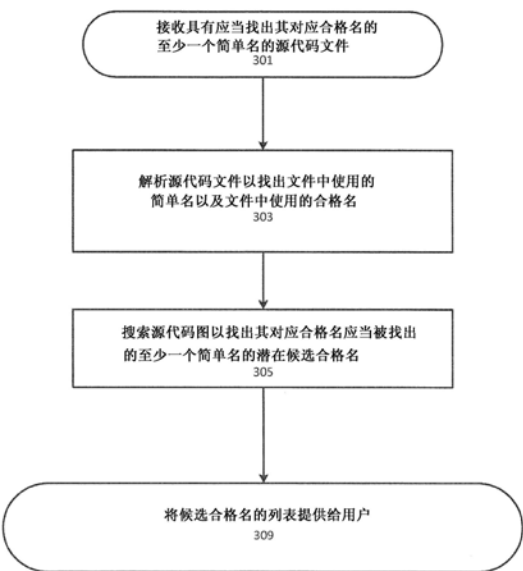 接收具有应当找出其对应合格名的
至少一个简单名的源代码文件
301
解析源代码文件以找出文件中使用的
简单名以及文件中使用的合格名
303
搜索源代码图以找出其对应合格名应当被找出
的至少一个简单名的潜在候选合格名
305
将候选合格名的列表提供给用户
309